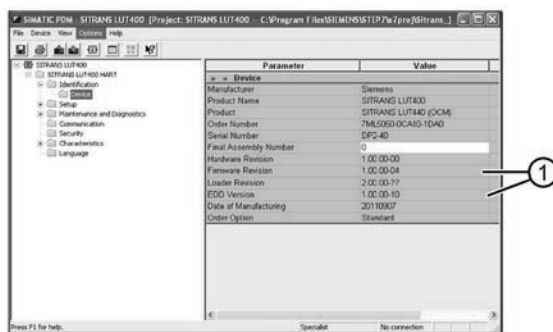 SIMATIC PDM - SITRANS LUT400 [Project: SITRANS LUT400 -- C:\Program Files\SIEMENS\STEP7\s7proj\Sitrans_]
File Device View Options Help
SITRANS LUT400
SITRANS LUT400 HART
Identification
Device
Setup
Maintenance and Diagnostics
Communication
Security
Characteristics
Language
Parameter Value
» » Device
Manufacturer Siemens
Product Name SITRANS LUT400
Product SITRANS LUT440 (OCM)
Order Number 7ML5050-0CA10-1DA0
Serial Number DP2-40
Final Assembly Number 0
Hardware Revision 1.00.00-00
Firmware Revision 1.00.00-04
Loader Revision 2.00.00-??
EDD Version 1.00.00-10
Date of Manufacturing 20110907
Order Option Standard
1
Press F1 for help. Specialist No connection